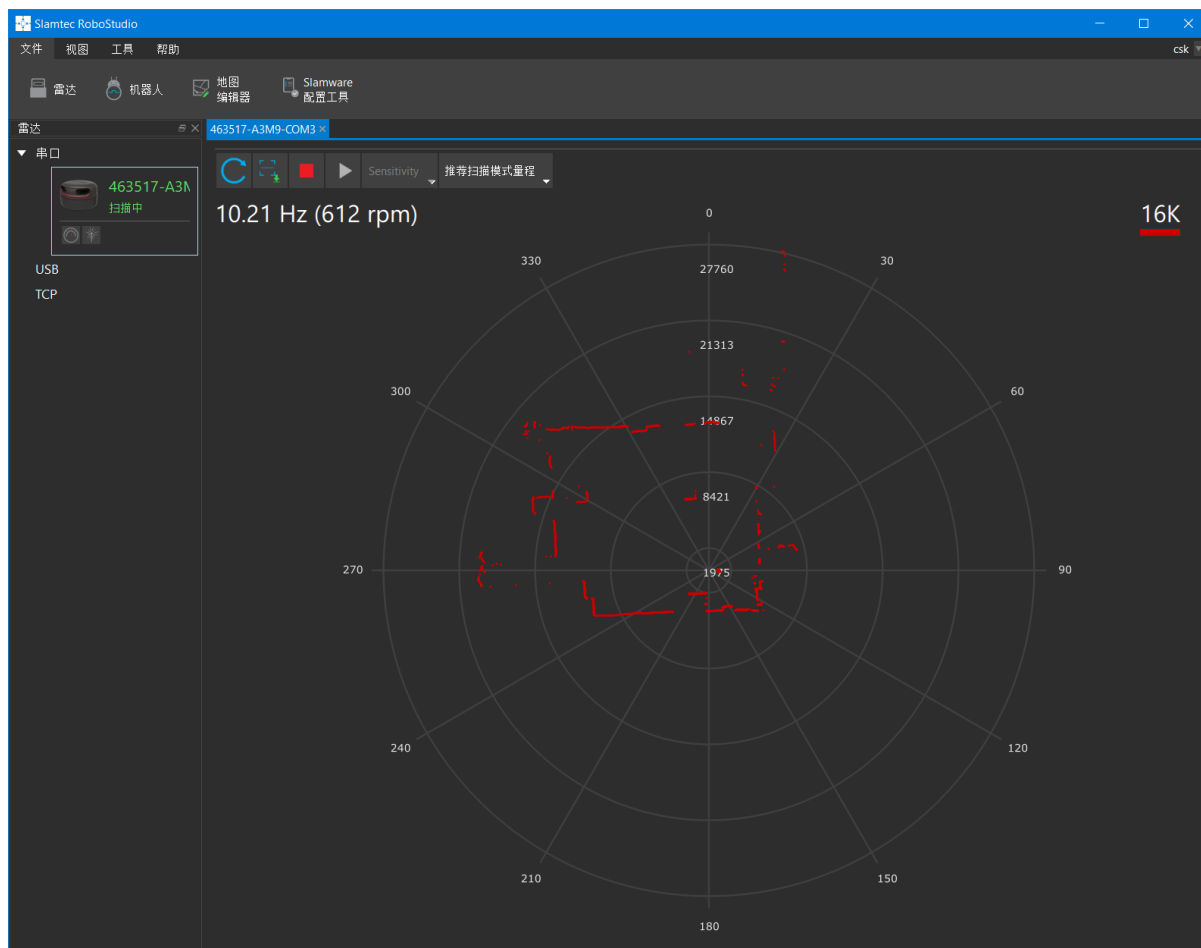 Slamtec RoboStudio
文件 视图 工具 帮助 csk
雷达 机器人 地图 编辑器 Slamware 配置工具
雷达 463517-A3M9-COM3
串口
463517-A3M
扫描中
USB
TCP
Sensitivity 推荐扫描模式量程
10.21 Hz (612 rpm) 16K
0
330 30
27760
21313
300 60
14867
8421
270 1975 90
240 120
210 150
180